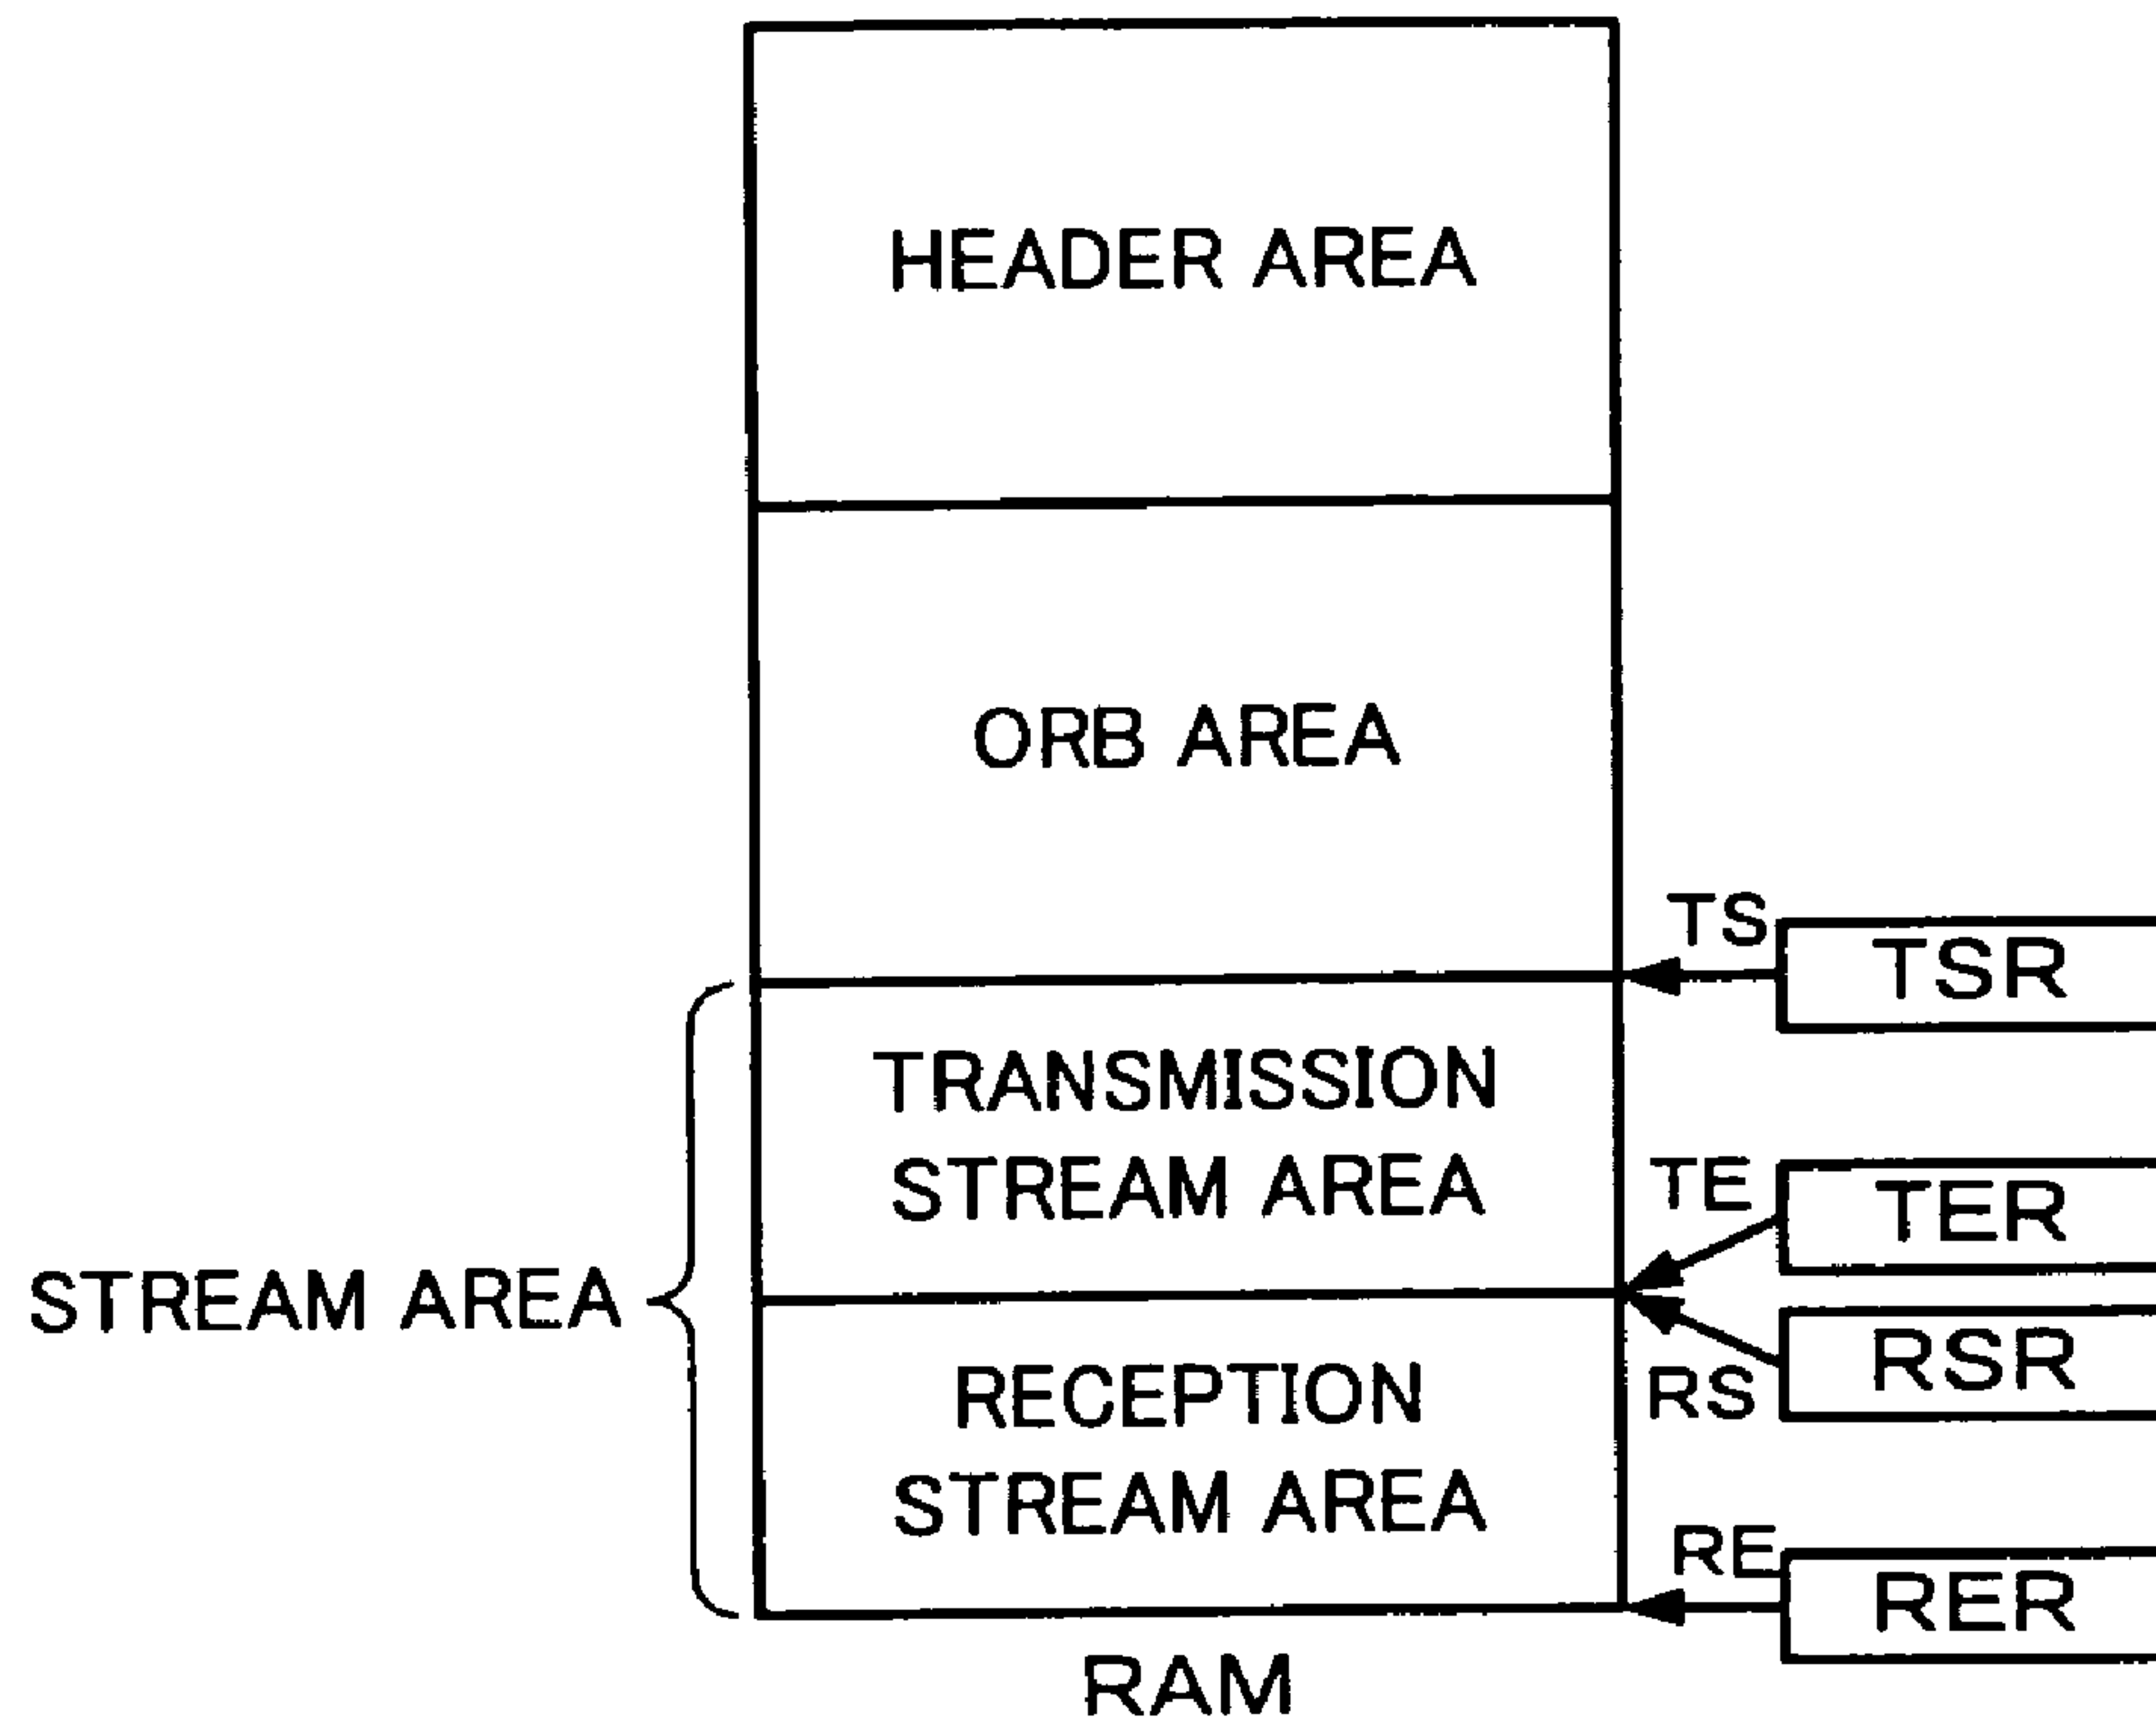 HEADER AREA
ORB AREA
TS
TSR
TRANSMISSION
STREAM AREA
TE
TER
STREAM AREA
RSR
RS
RECEPTION
STREAM AREA
RE
RER
RAM